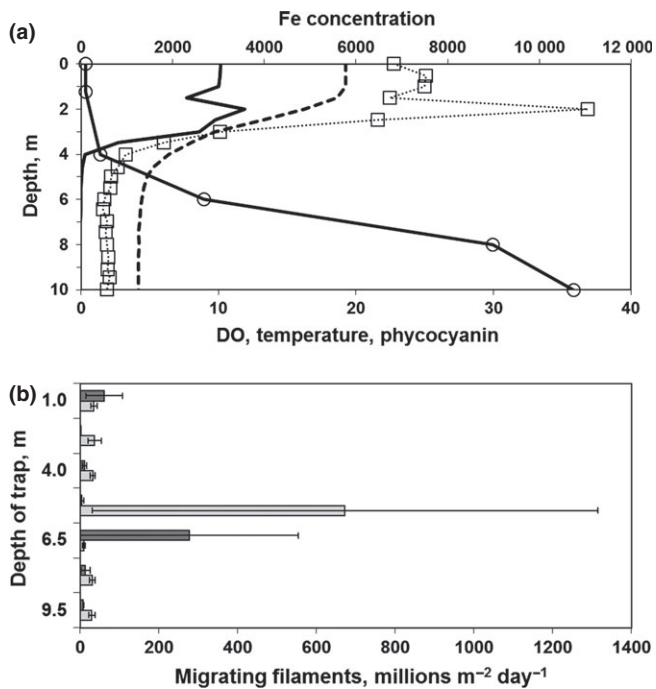 (a)
Fe concentration
0 2000 4000 6000 8000 10 000 12 000
Depth, m
0
2
4
6
8
10
0 10 20 30 40
DO, temperature, phycocyanin
(b)
Depth of trap, m
1.0
4.0
6.5
9.5
0 200 400 600 800 1000 1200 1400
Migrating filaments, millions m⁻² day⁻¹